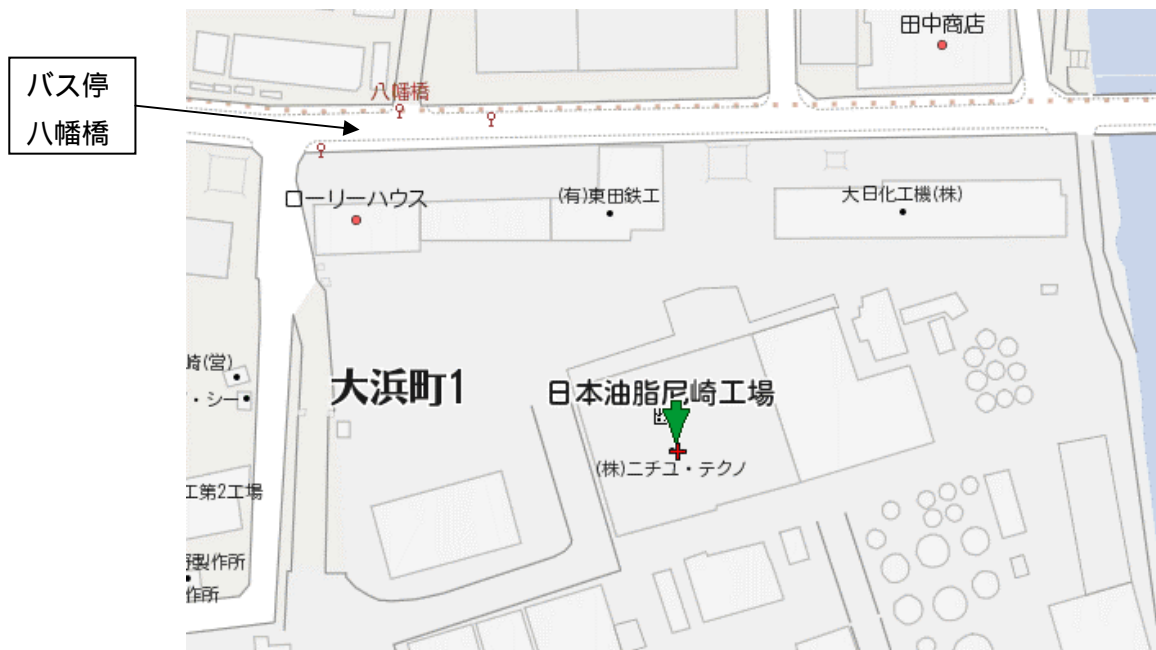 田中商店
バス停
八幡橋
八幡橋
ローリーハウス
(有)東田鉄工
大日化工機(株)
崎(営)
大浜町1
日本油脂尼崎工場
・シー
(株)ニチユ・テクノ
工第2工場
製作所
作所